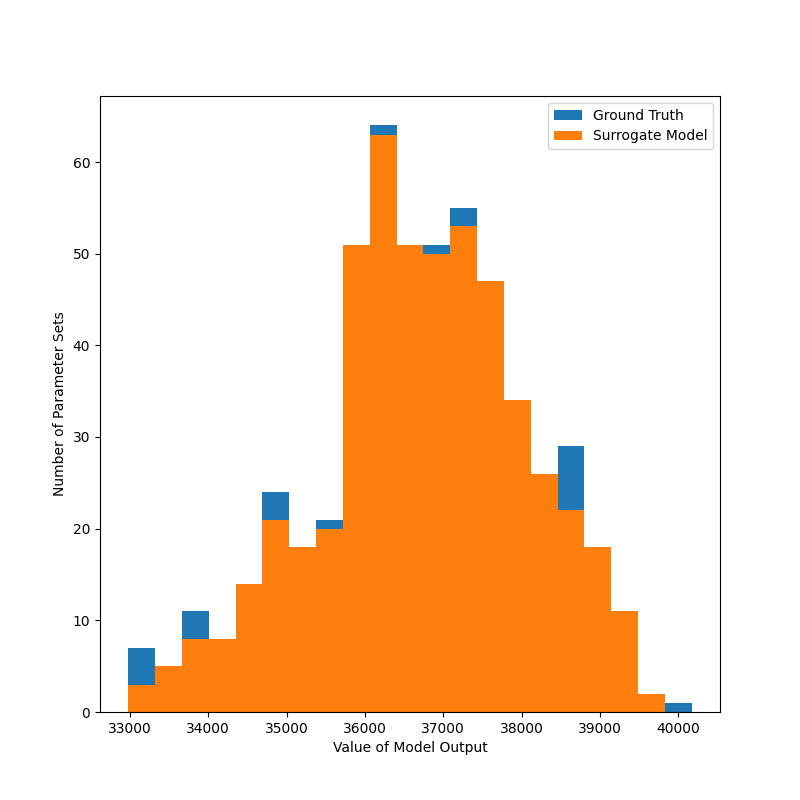 Ground Truth
Surrogate Model
Number of Parameter Sets
60
50
40
30
20
10
0
33000 34000 35000 36000 37000 38000 39000 40000
Value of Model Output